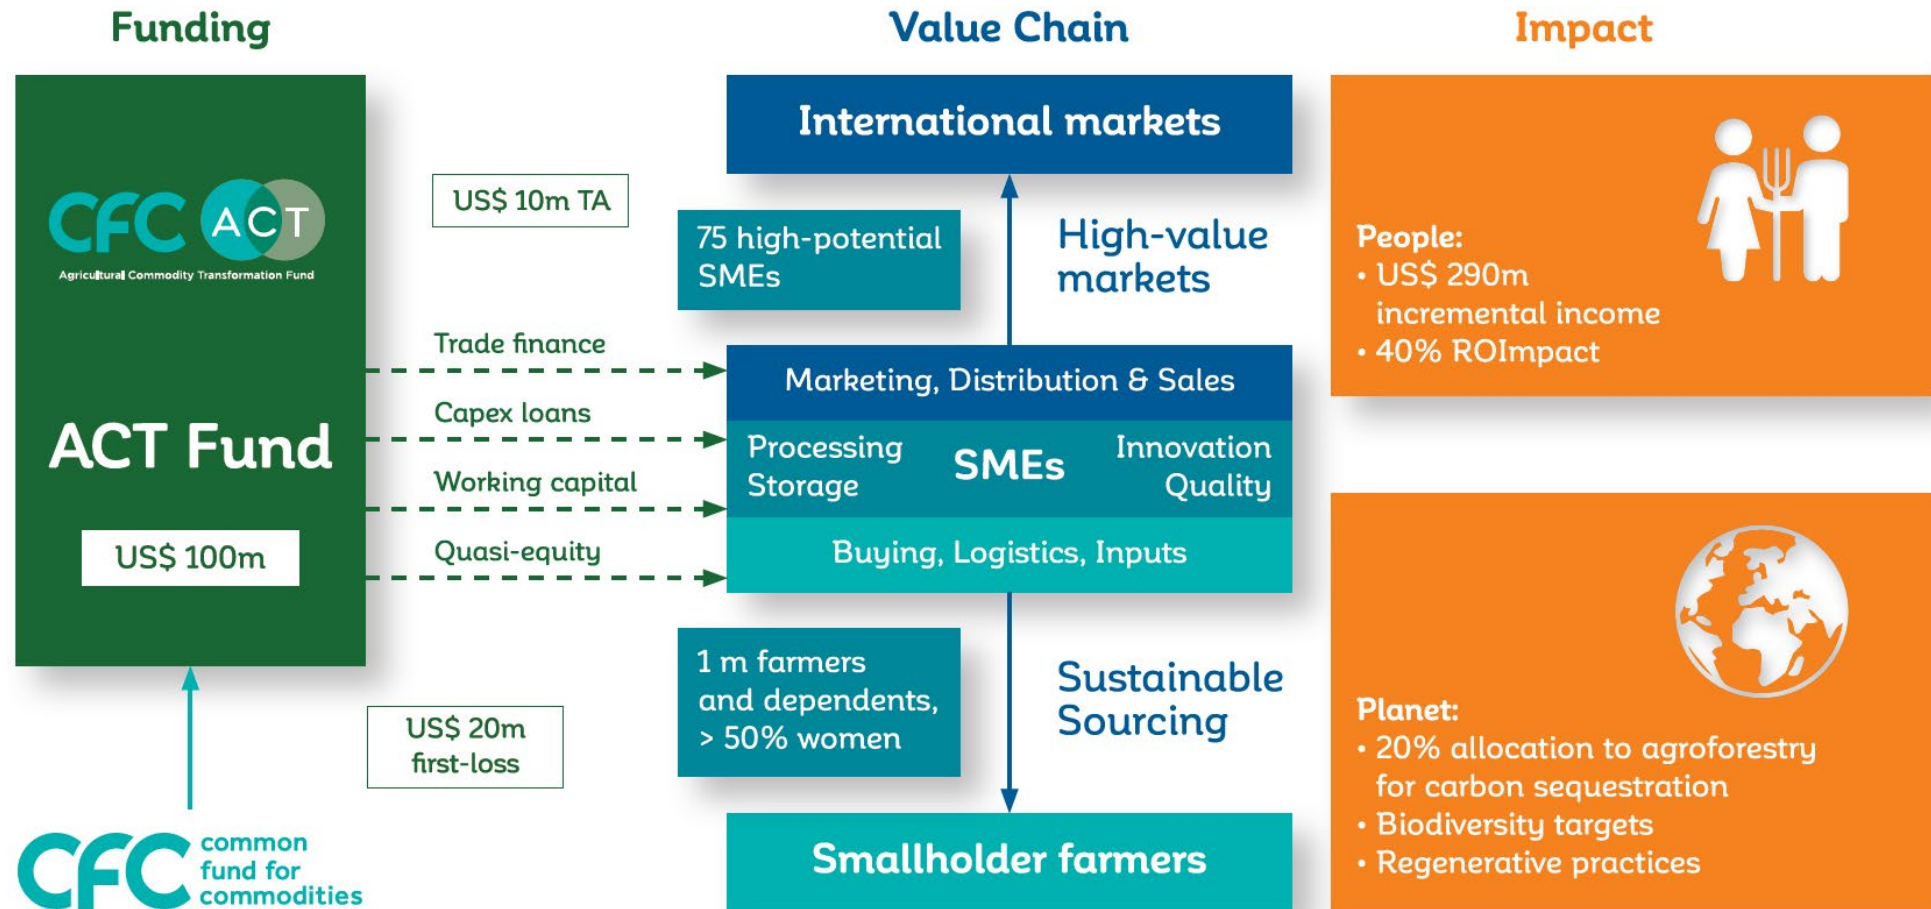 Funding
CFC ACT
Agricultural Commodity Transformation Fund
ACT Fund
US$ 100m
CFC common
fund for
commodities
US$ 10m TA
Trade finance
Capex loans
Working capital
Quasi-equity
US$ 20m
first-loss
Value Chain
International markets
75 high-potential
SMEs
High-value
markets
Marketing, Distribution & Sales
Processing
Storage
SMEs
Innovation
Quality
Buying, Logistics, Inputs
1 m farmers
and dependents,
> 50% women
Sustainable
Sourcing
Smallholder farmers
Impact
People:
• US$ 290m
incremental income
• 40% ROImpact
Planet:
• 20% allocation to agroforestry
for carbon sequestration
• Biodiversity targets
• Regenerative practices